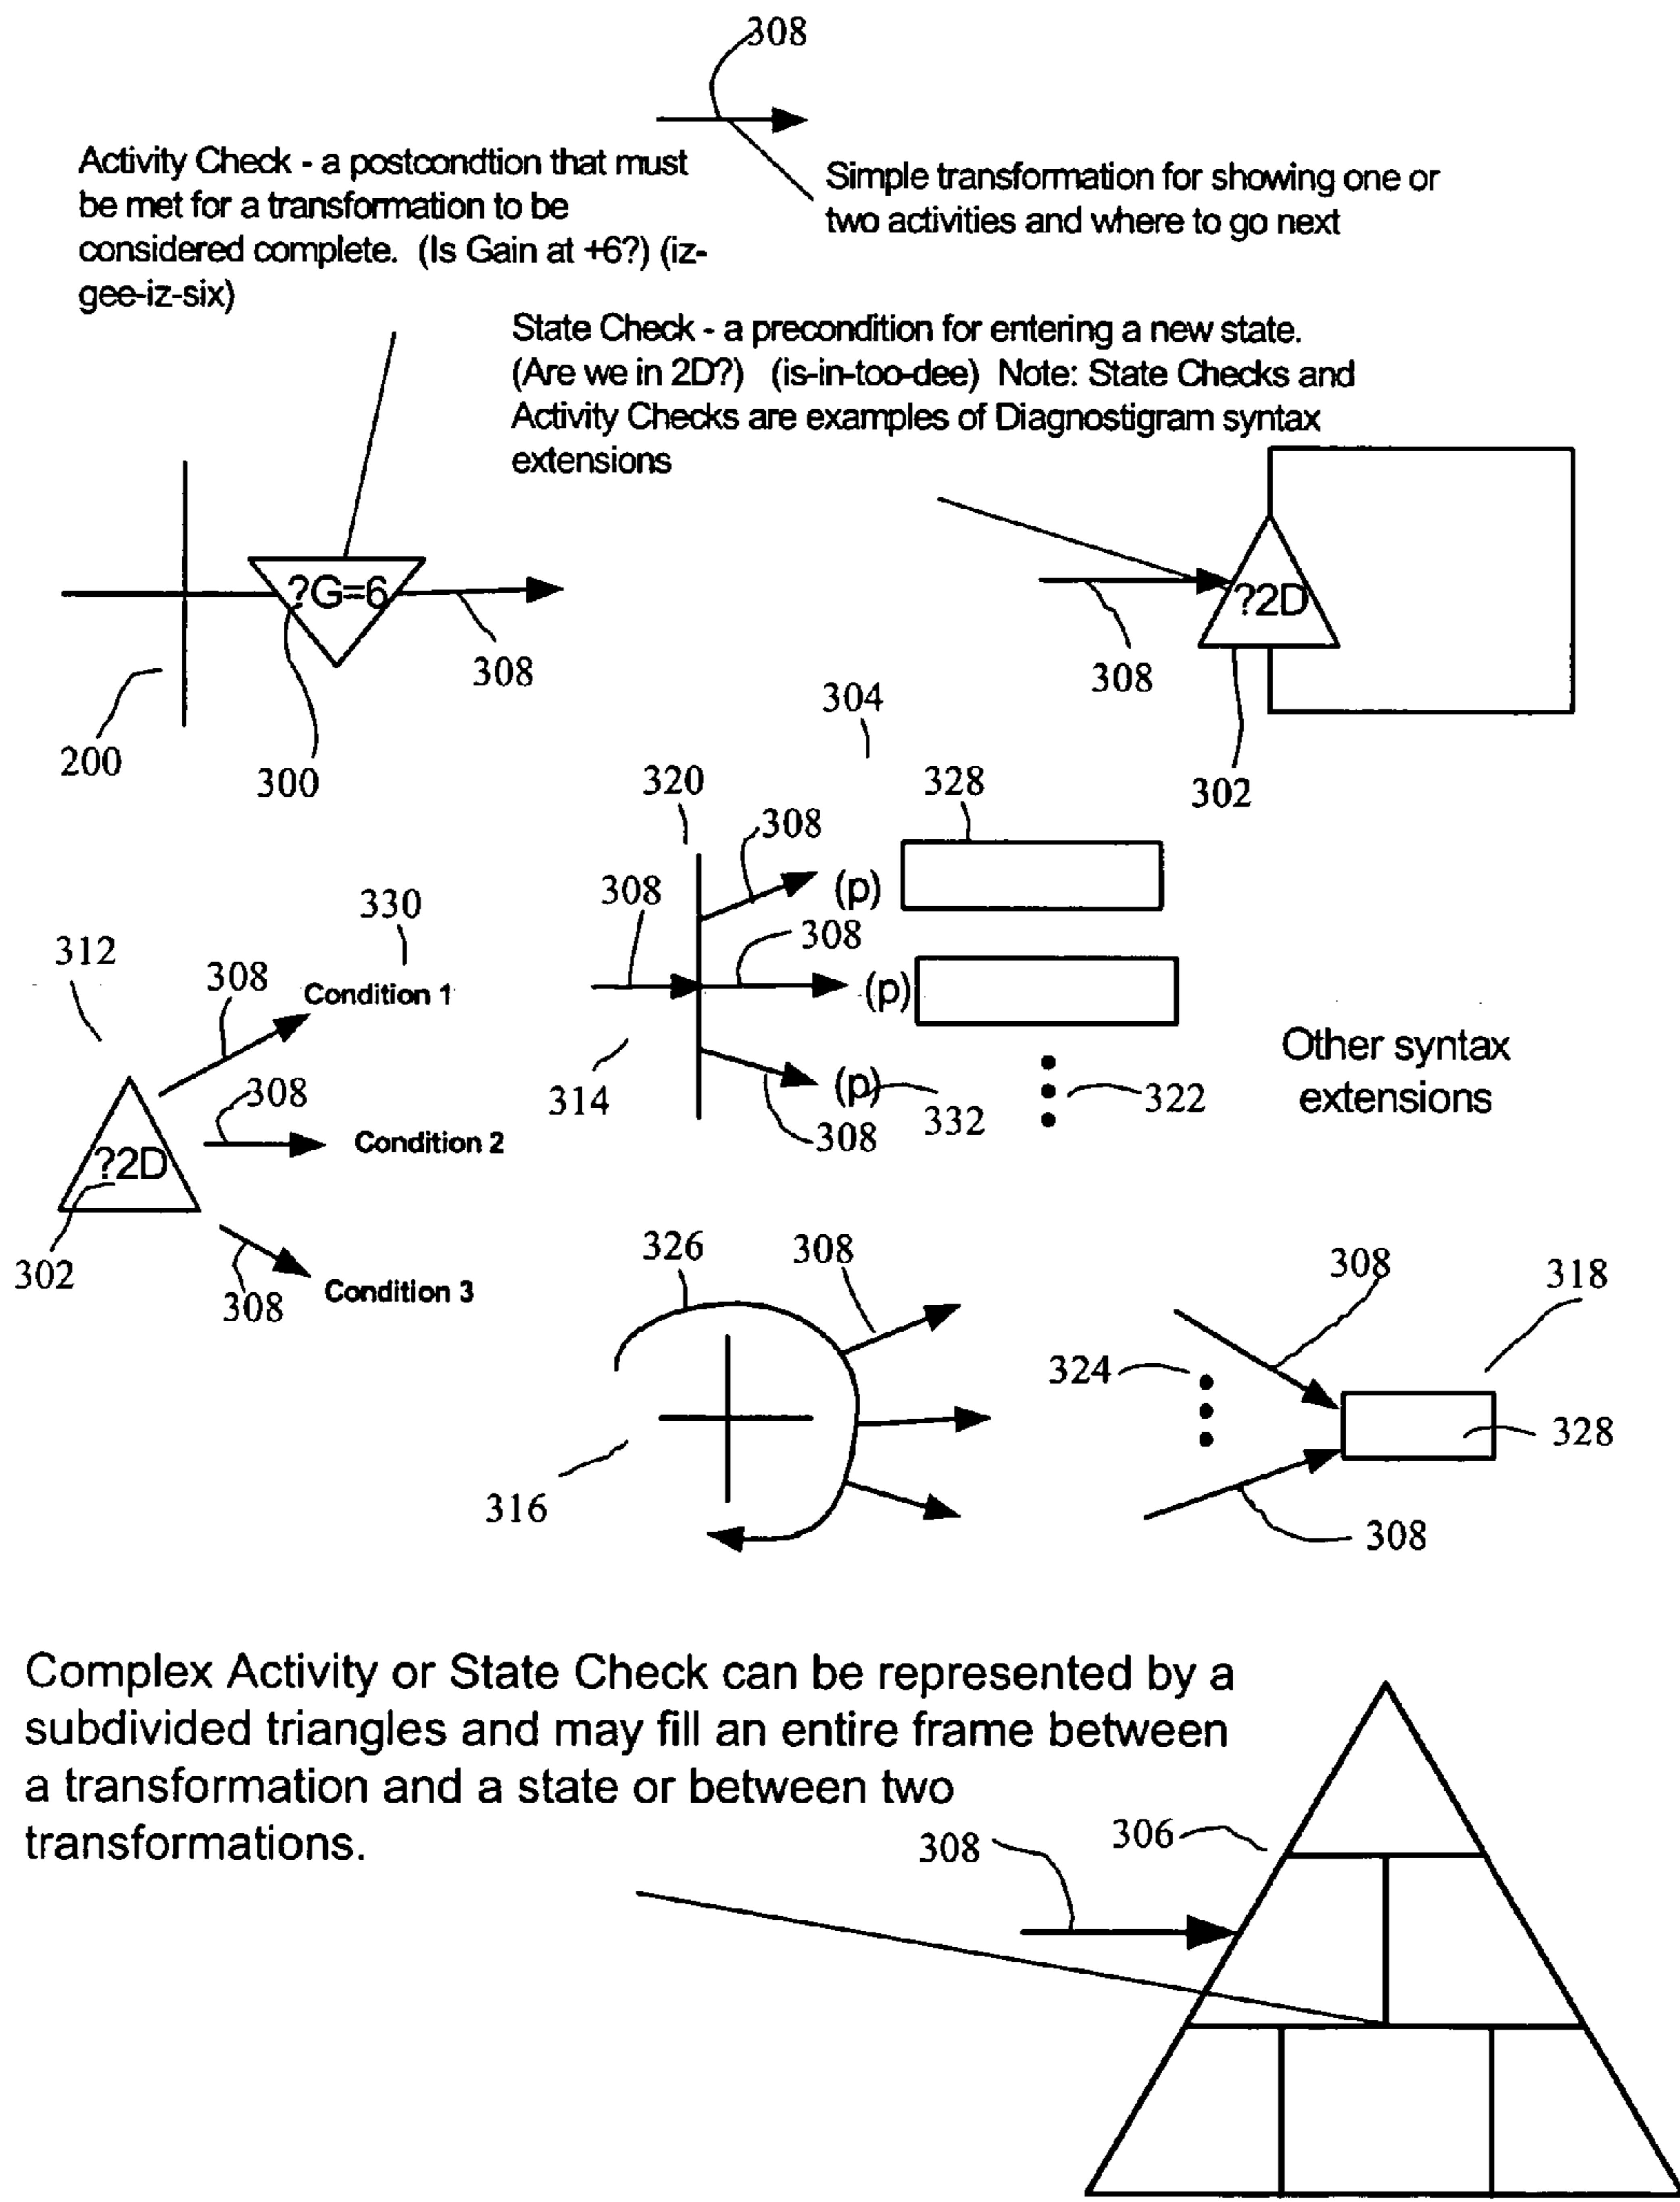 308
Activity Check - a postcondtion that must
be met for a transformation to be
considered complete. (Is Gain at +6?) (iz-
gee-iz-six)
Simple transformation for showing one or
two activities and where to go next
State Check - a precondition for entering a new state.
(Are we in 2D?) (is-in-too-dee) Note: State Checks and
Activity Checks are examples of Diagnostigram syntax
extensions
?G=6
308
200
300
?2D
308
302
304
320
328
308
(p)
308
308
(p)
314
308
(p)
332
322
Other syntax
extensions
330
312
308
Condition 1
308
Condition 2
?2D
302
308
Condition 3
326
308
316
308
318
324
328
308
Complex Activity or State Check can be represented by a
subdivided triangles and may fill an entire frame between
a transformation and a state or between two
transformations.
308
306